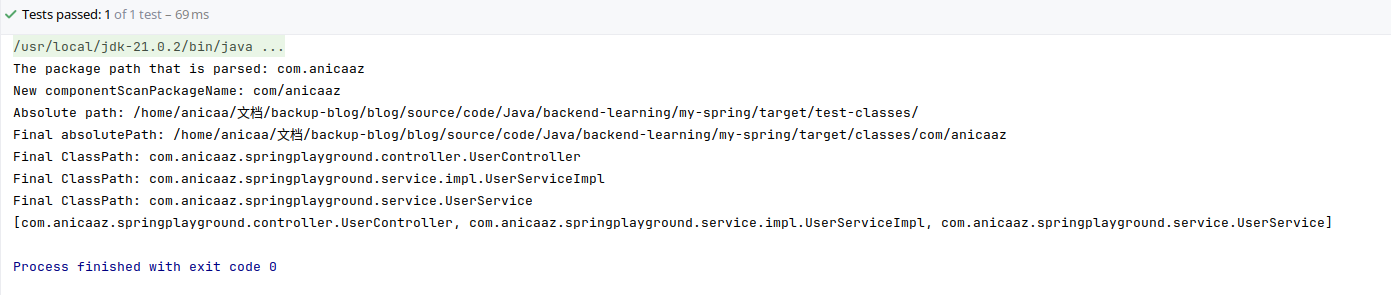 Tests passed: 1 of 1 test – 69 ms
/usr/local/jdk-21.0.2/bin/java ...
The package path that is parsed: com.anicaaz
New componentScanPackageName: com/anicaaz
Absolute path: /home/anicaa/文档/backup-blog/blog/source/code/Java/backend-learning/my-spring/target/test-classes/
Final absolutePath: /home/anicaa/文档/backup-blog/blog/source/code/Java/backend-learning/my-spring/target/classes/com/anicaaz
Final ClassPath: com.anicaaz.springplayground.controller.UserController
Final ClassPath: com.anicaaz.springplayground.service.impl.UserServiceImpl
Final ClassPath: com.anicaaz.springplayground.service.UserService
[com.anicaaz.springplayground.controller.UserController, com.anicaaz.springplayground.service.impl.UserServiceImpl, com.anicaaz.springplayground.service.UserService]
Process finished with exit code 0